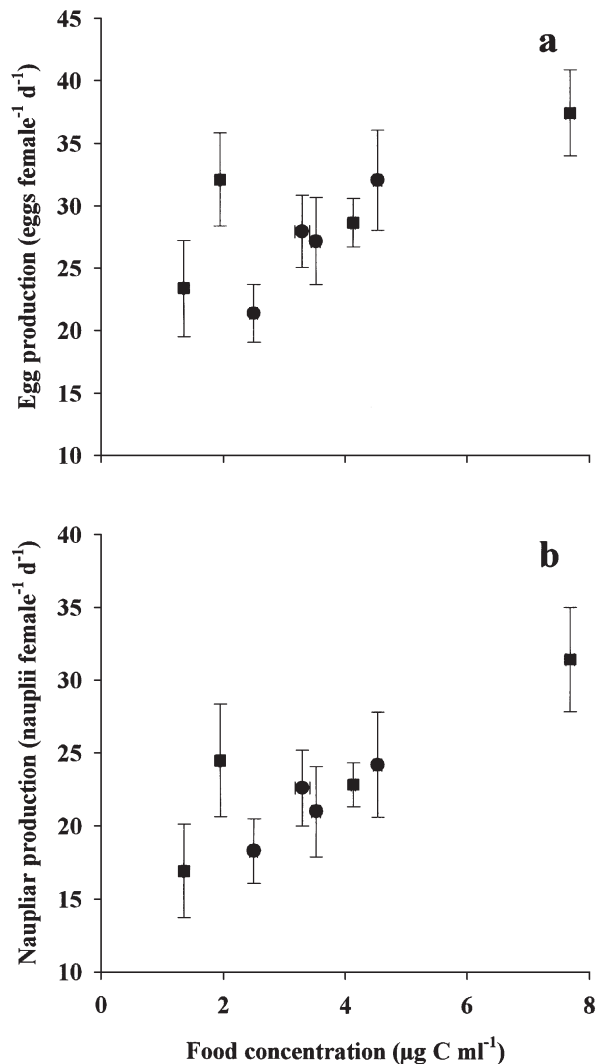 a
Egg production (eggs female⁻¹ d⁻¹)
45
40
35
30
25
20
15
10
b
Naupliar production (nauplii female⁻¹ d⁻¹)
40
35
30
25
20
15
10
0 2 4 6 8
Food concentration (µg C ml⁻¹)